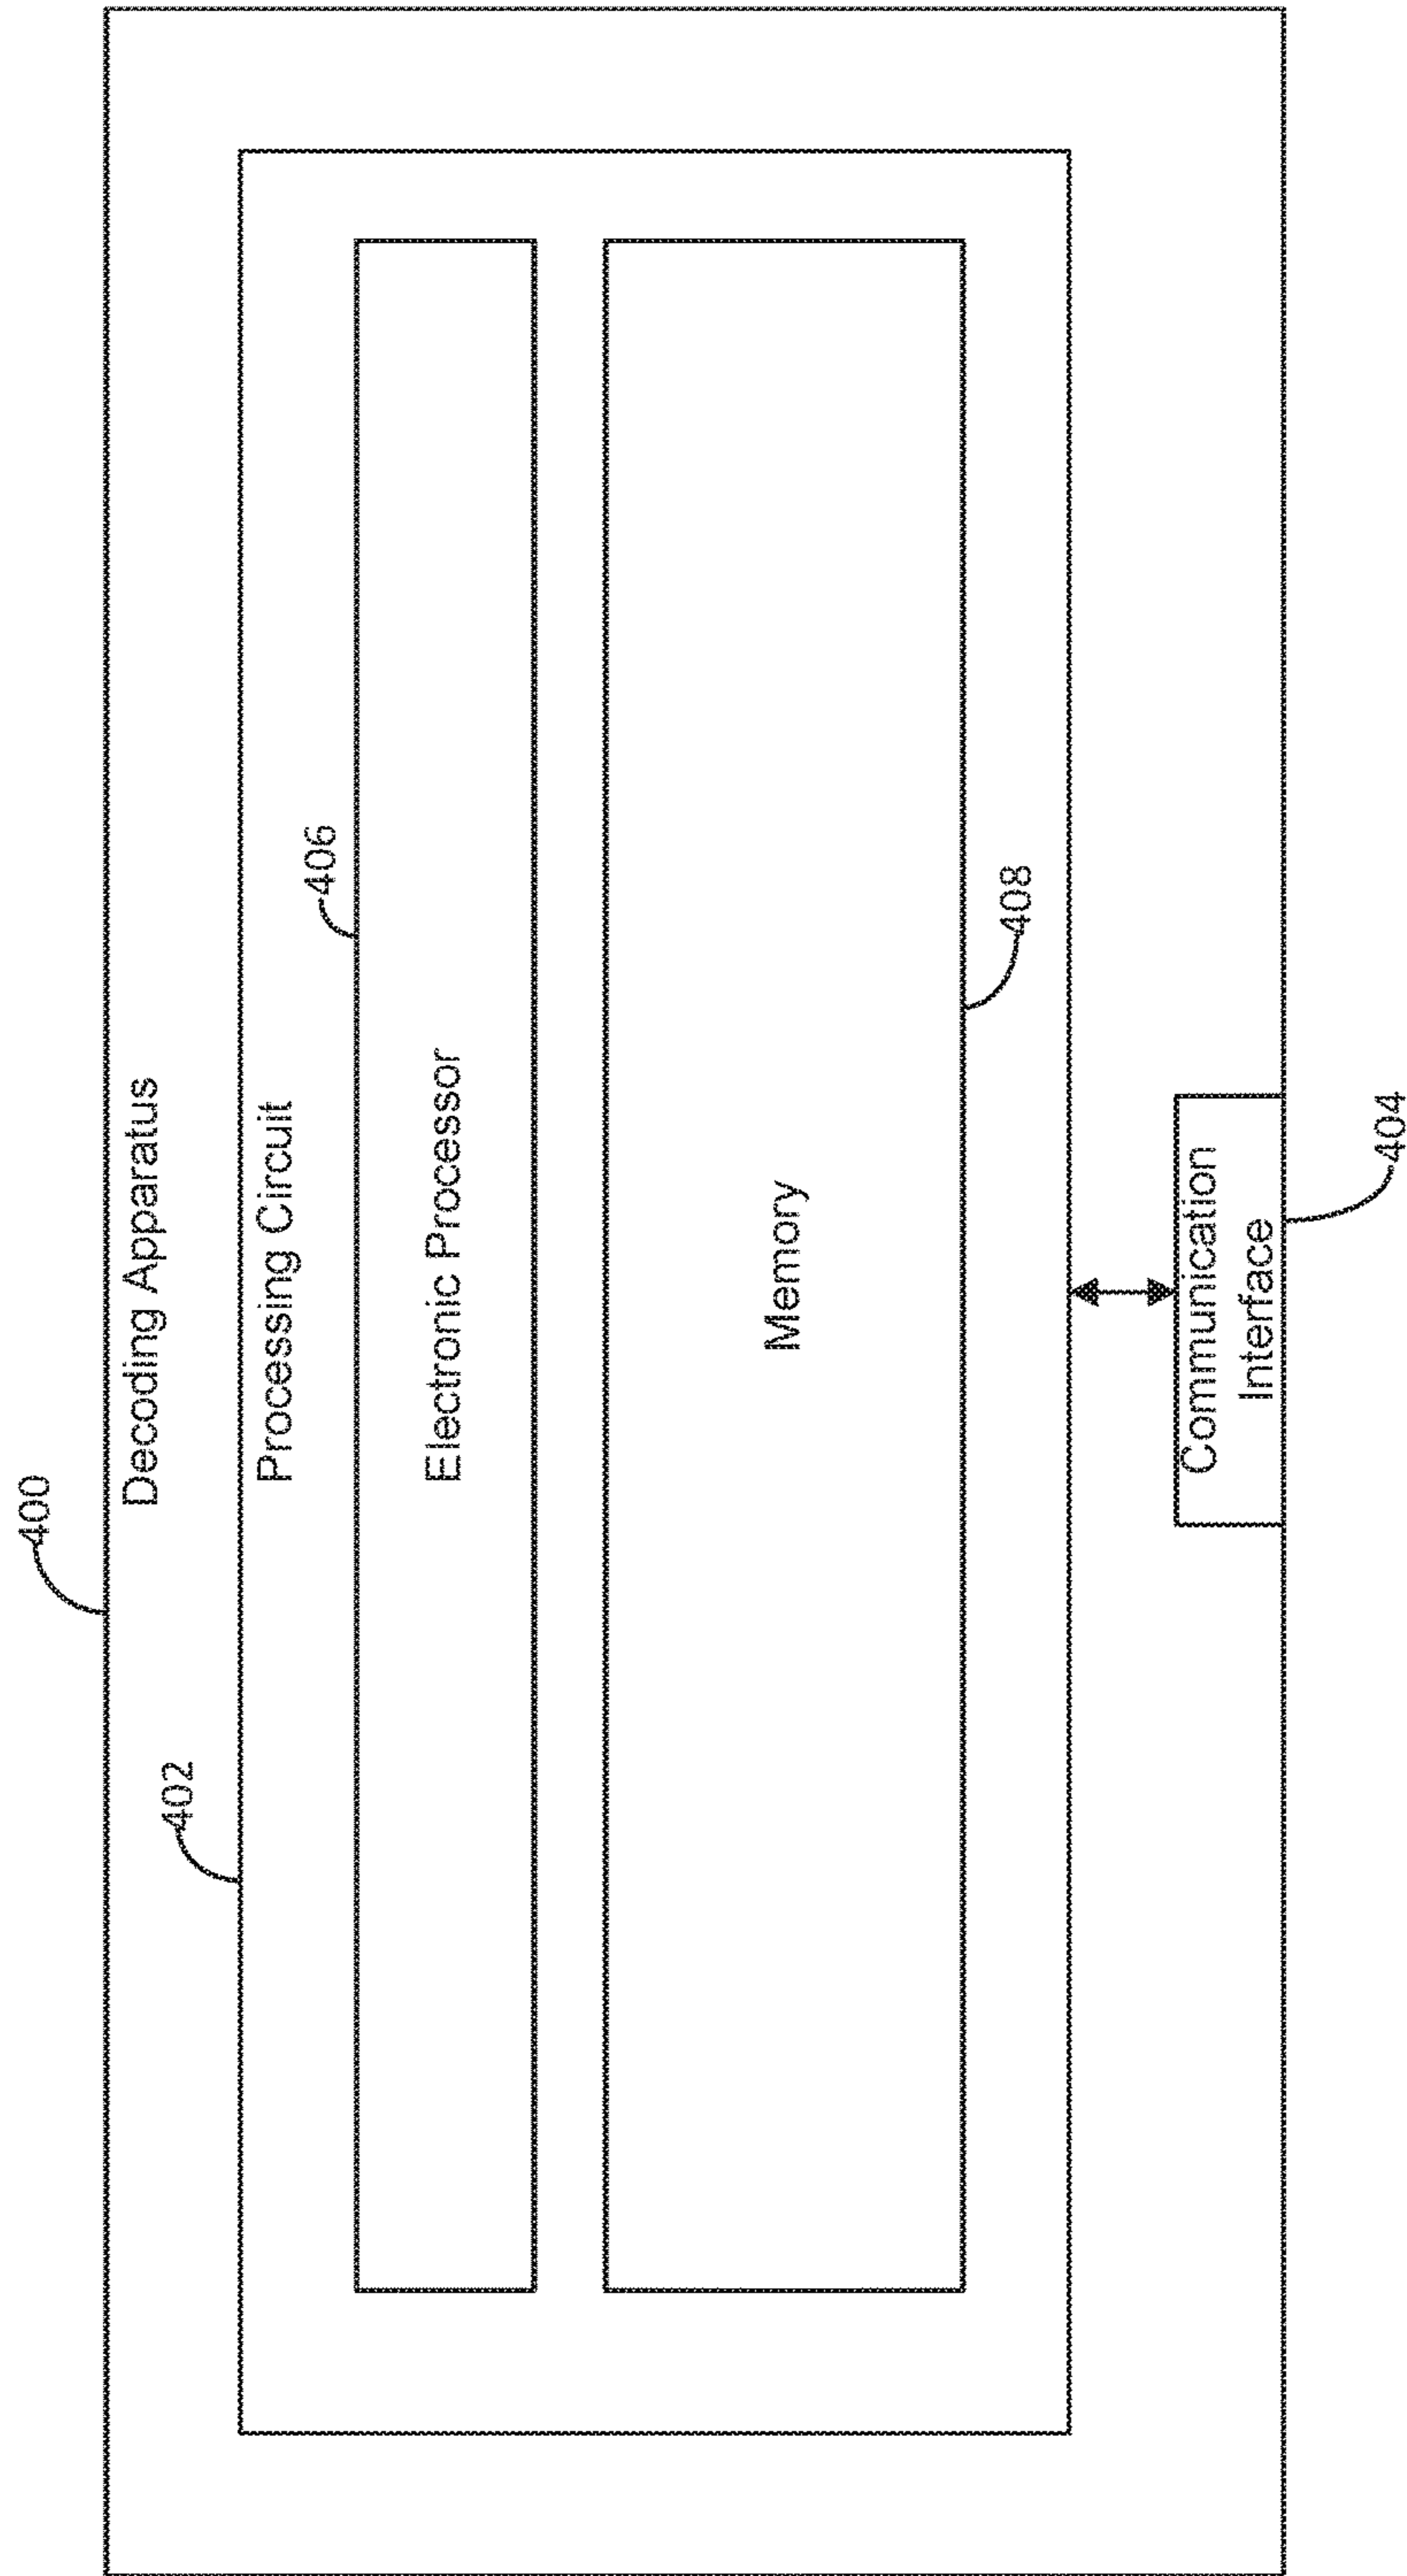 400
Decoding Apparatus
402
Processing Circuit
406
Electronic Processor
Memory
408
Communication
Interface
404